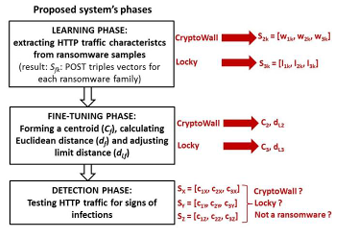 Proposed system's phases
LEARNING PHASE:
extracting HTTP traffic characteristcs
from ransomware samples
(result: Sjk: POST triples vectors for
each ransomware family)
CryptoWall
S2k = [w1k, w2k, w3k]
Locky
S3k = [l1k, l2k, l3k]
FINE-TUNING PHASE:
Forming a centroid (Cj), calculating
Euclidean distance (dj) and adjusting
limit distance (dLj)
CryptoWall
C2, dL2
Locky
C3, dL3
DETECTION PHASE:
Testing HTTP traffic for signs of
infections
SX = [c1X, c2X, c3X]
SY = [c1Y, c2Y, c3Y]
SZ = [c1Z, c2Z, c3Z]
CryptoWall ?
Locky ?
Not a ransomware ?